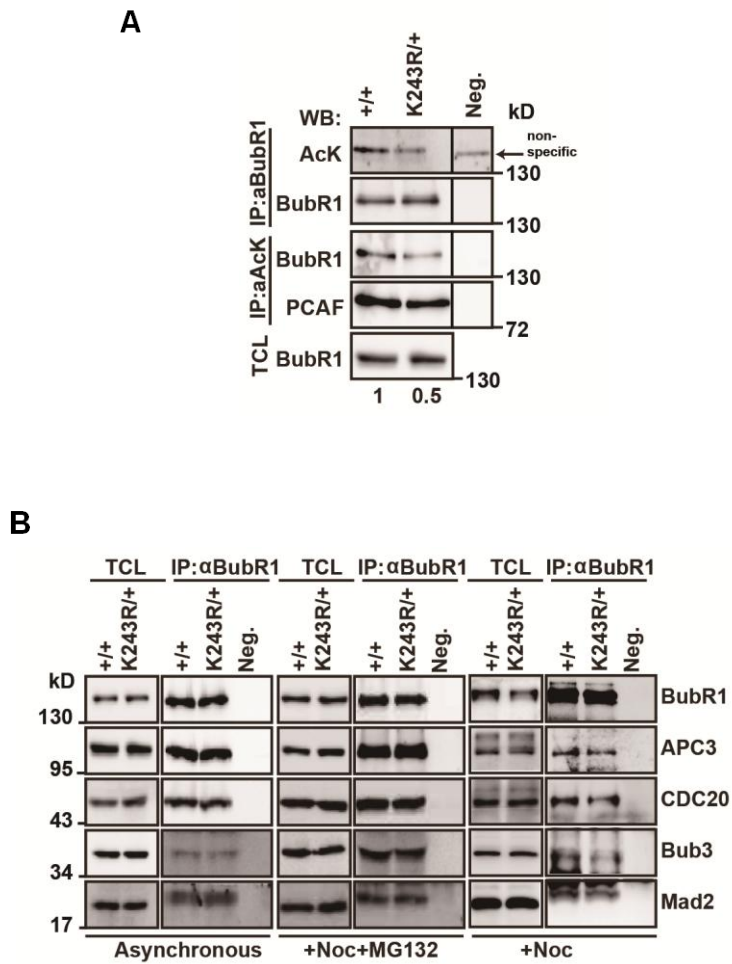 A
WB: +/+ K243R/+ Neg. kD
IP:aBubR1
AcK
non-
specific
130
BubR1
130
IP:aAcK
BubR1
130
PCAF
72
TCL
BubR1
130
1 0.5
B
TCL IP:αBubR1 TCL IP:αBubR1 TCL IP:αBubR1
+/+ K243R/+ +/+ K243R/+ Neg. +/+ K243R/+ +/+ K243R/+ Neg. +/+ K243R/+ +/+ K243R/+ Neg.
kD
BubR1
130
APC3
95
CDC20
43
Bub3
34
Mad2
17
Asynchronous +Noc+MG132 +Noc